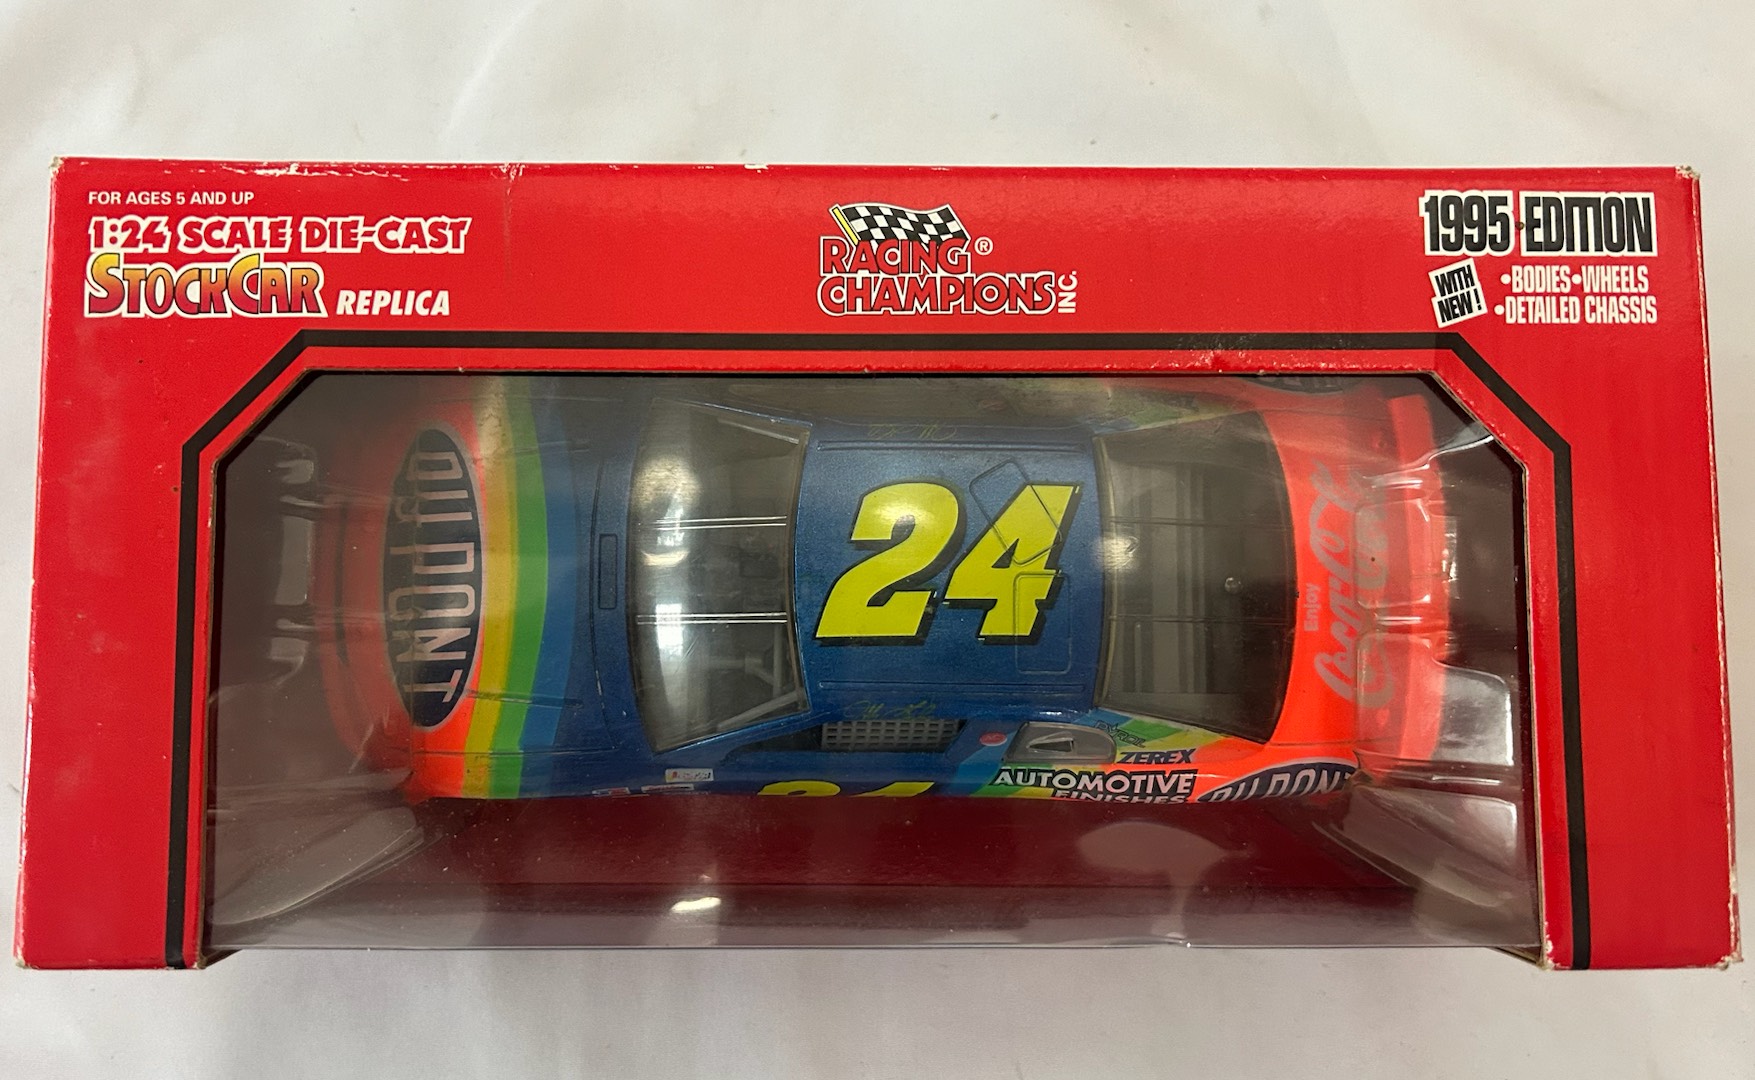 FOR AGES 5 AND UP
1:24 SCALE DIE-CAST
STOCKCAR REPLICA
RACING ®
CHAMPIONS INC.
1995 EDITION
WITH NEW!
•BODIES•WHEELS
•DETAILED CHASSIS
DU PONT
24
Enjoy
Coca-Cola
ZEREX
AUTOMOTIVE
FINISHES
DU PONT
24